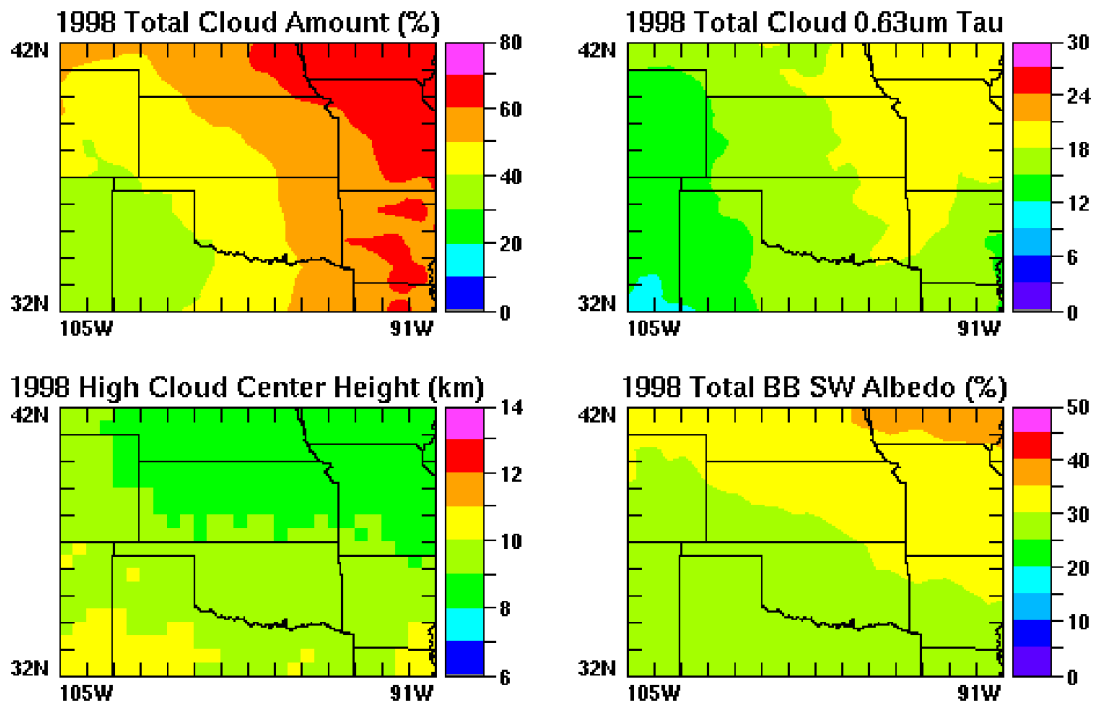 1998 Total Cloud Amount (%)
42N
32N
105W
91W
80
60
40
20
0
1998 Total Cloud 0.63um Tau
42N
32N
105W
91W
30
24
18
12
6
0
1998 High Cloud Center Height (km)
42N
32N
105W
91W
14
12
10
8
6
1998 Total BB SW Albedo (%)
42N
32N
105W
91W
50
40
30
20
10
0